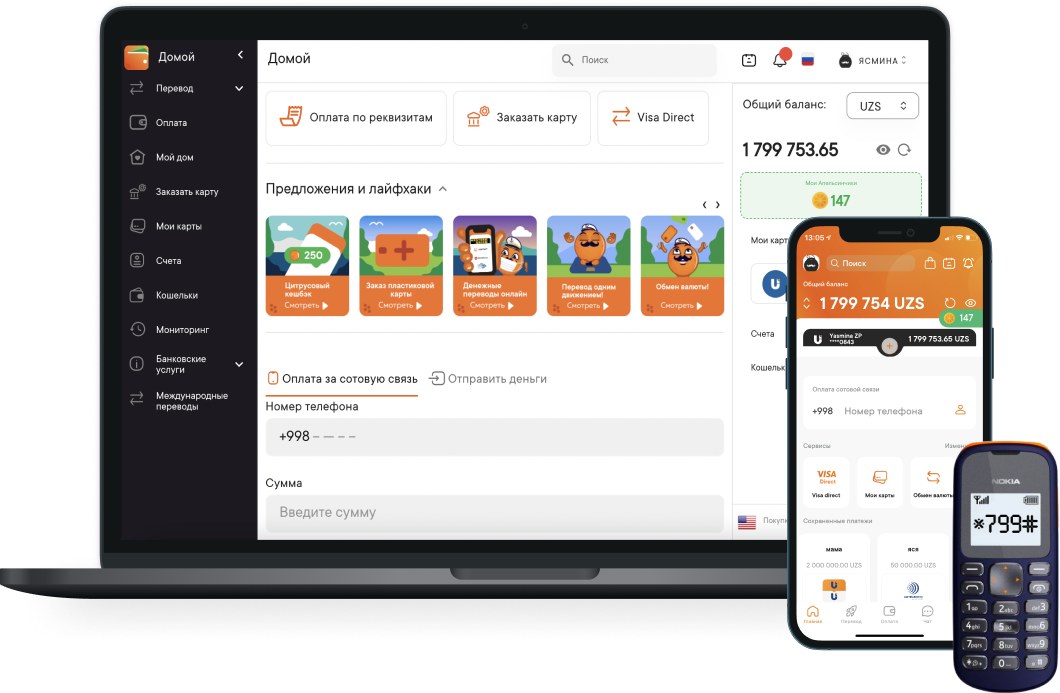 Домой
Перевод
Оплата
Мой дом
Заказать карту
Мои карты
Счета
Кошельки
Мониторинг
Банковские
услуги
Международные
переводы
Домой
Поиск
ЯСМИНА
Оплата по реквизитам
Заказать карту
Visa Direct
Предложения и лайфхаки
250
Цитрусовый
кешбэк
Смотреть
Заказ пластиковой
карты
Смотреть
Денежные
переводы онлайн
Смотреть
Перевод одним
движением!
Смотреть
Обмен валюты!
Смотреть
Оплата за сотовую связь
Отправить деньги
Номер телефона
+998 – — – –
Сумма
Введите сумму
Общий баланс:
UZS
1 799 753.65
Мои Апельсинчики
147
Мои карт
Счета
Кошельк
Покупк
13:05
Поиск
Общий баланс
1 799 754 UZS
147
Yasmina ZP
****0843
1 799 753.65 UZS
Оплата сотовой связи
+998 Номер телефона
Сервисы
Измен
VISA
Direct
Visa direct
Мои карты
Обмен валюты
Сохраненные платежи
мама
2 000 000.00 UZS
яся
50 000.00 UZS
Главная
Перевод
Оплата
Чат
NOKIA
*799#